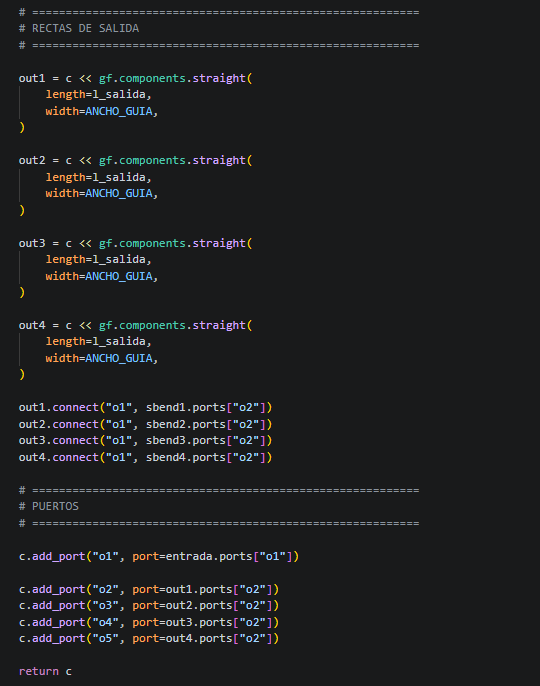 # ==========================================================
# RECTAS DE SALIDA
# ==========================================================
out1 = c << gf.components.straight(
    length=l_salida,
    width=ANCHO_GUIA,
)
out2 = c << gf.components.straight(
    length=l_salida,
    width=ANCHO_GUIA,
)
out3 = c << gf.components.straight(
    length=l_salida,
    width=ANCHO_GUIA,
)
out4 = c << gf.components.straight(
    length=l_salida,
    width=ANCHO_GUIA,
)
out1.connect("o1", sbend1.ports["o2"])
out2.connect("o1", sbend2.ports["o2"])
out3.connect("o1", sbend3.ports["o2"])
out4.connect("o1", sbend4.ports["o2"])
# ==========================================================
# PUERTOS
# ==========================================================
c.add_port("o1", port=entrada.ports["o1"])
c.add_port("o2", port=out1.ports["o2"])
c.add_port("o3", port=out2.ports["o2"])
c.add_port("o4", port=out3.ports["o2"])
c.add_port("o5", port=out4.ports["o2"])
return c